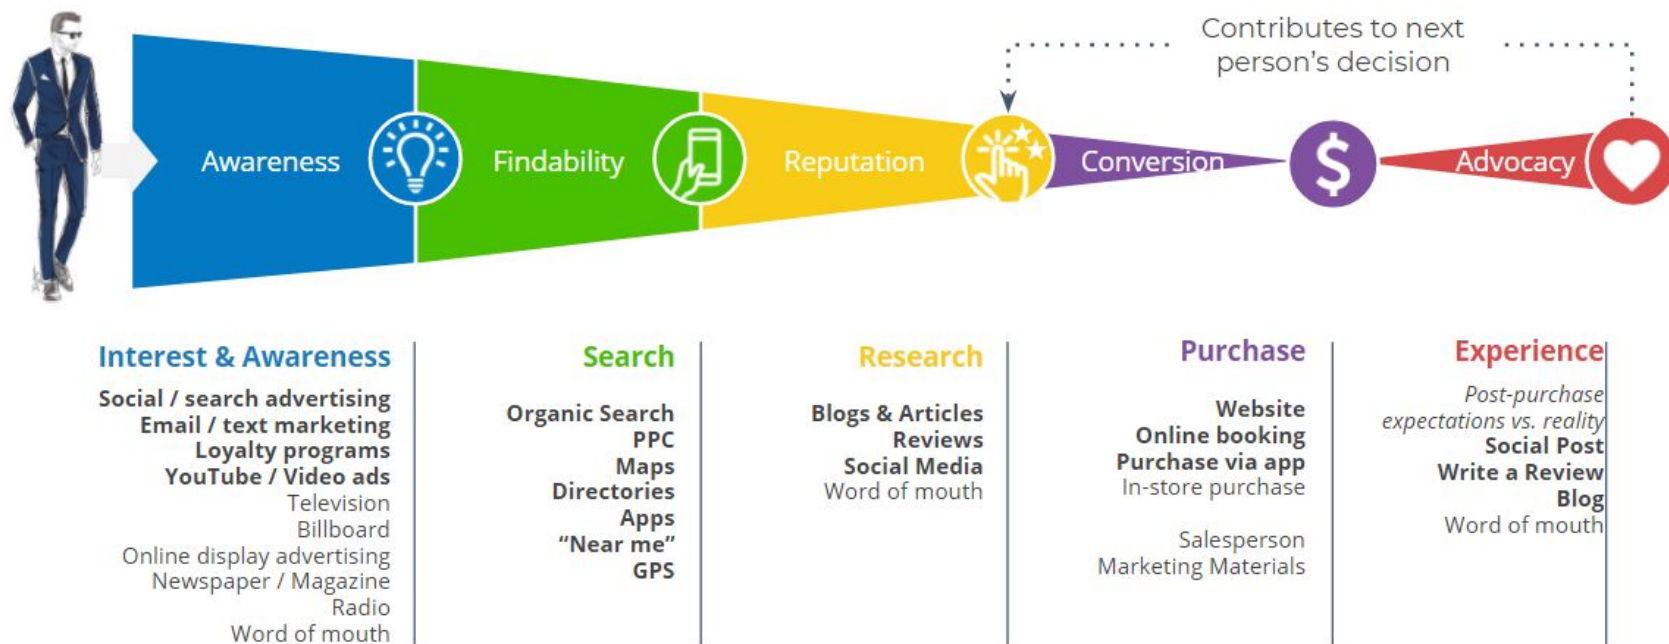 Contributes to next
person's decision
Awareness
Findability
Reputation
Conversion
$
Advocacy
Interest & Awareness
Social / search advertising
Email / text marketing
Loyalty programs
YouTube / Video ads
Television
Billboard
Online display advertising
Newspaper / Magazine
Radio
Word of mouth
Search
Organic Search
PPC
Maps
Directories
Apps
“Near me”
GPS
Research
Blogs & Articles
Reviews
Social Media
Word of mouth
Purchase
Website
Online booking
Purchase via app
In-store purchase
Salesperson
Marketing Materials
Experience
Post-purchase
expectations vs. reality
Social Post
Write a Review
Blog
Word of mouth